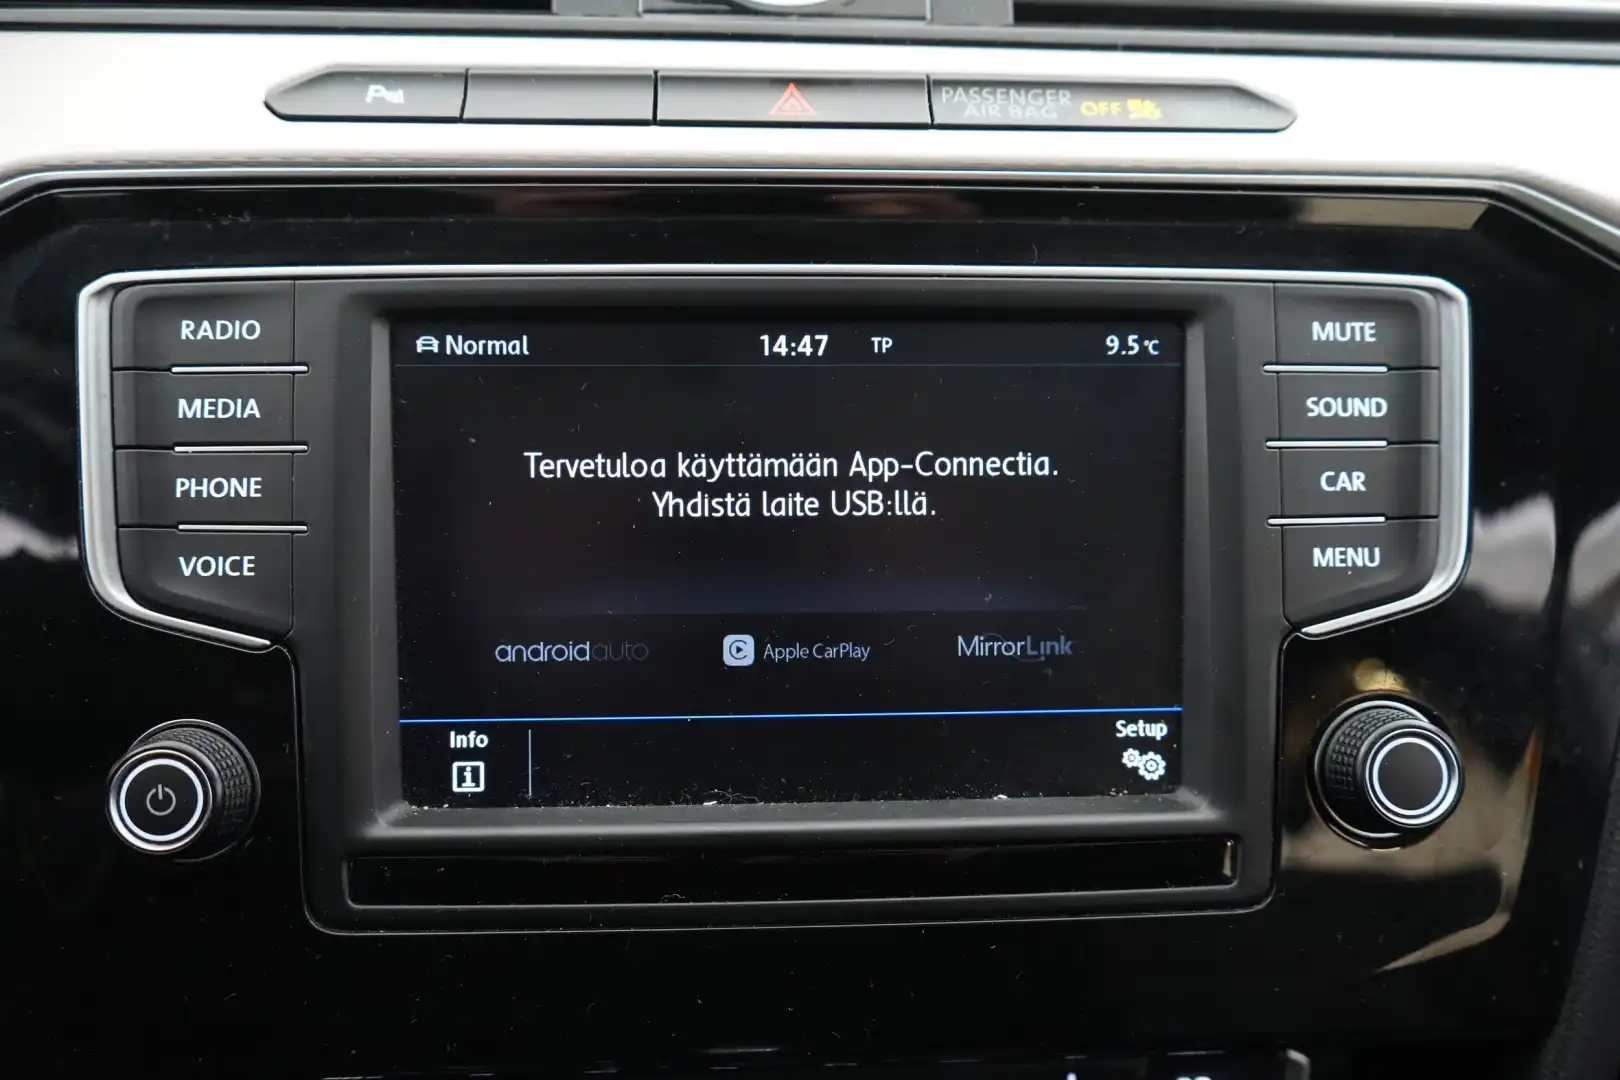 PASSENGER
AIR BAG OFF
RADIO
MEDIA
PHONE
VOICE
Normal 14:47 TP 9.5°C
Tervetuloa käyttämään App-Connectia.
Yhdistä laite USB:llä.
androidauto Apple CarPlay MirrorLink
Info Setup
MUTE
SOUND
CAR
MENU